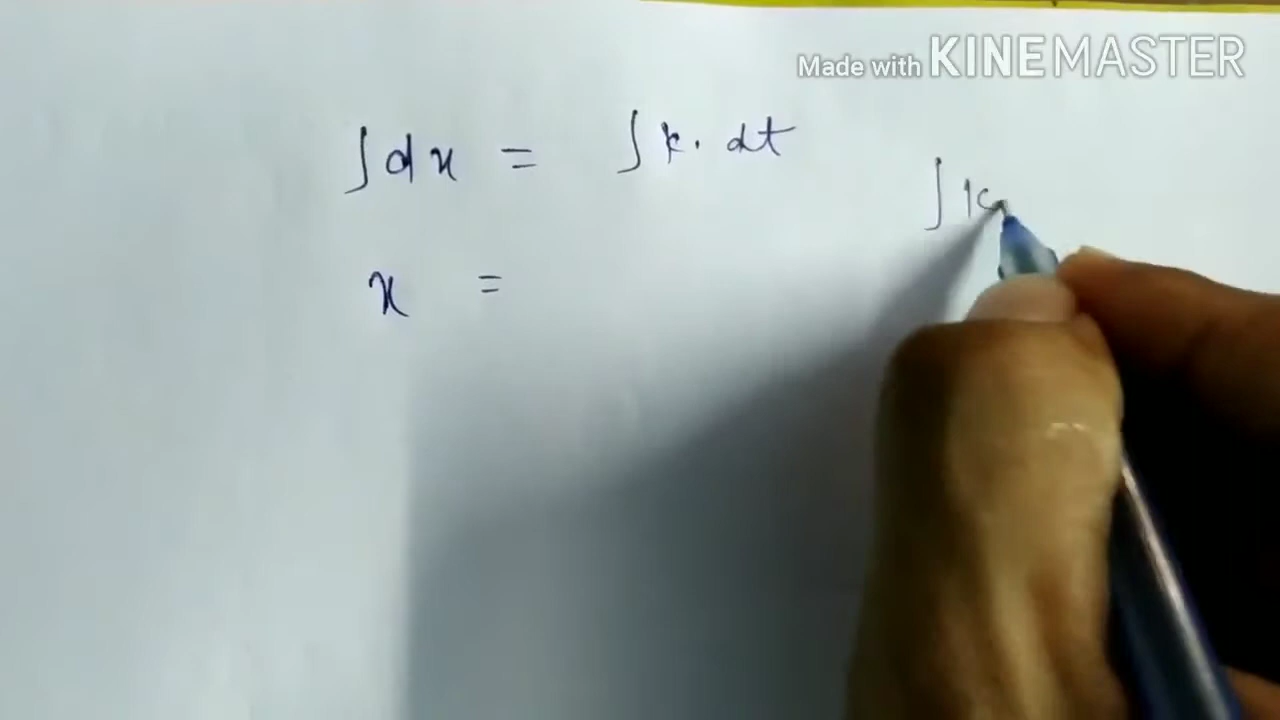 Made with KINEMASTER
∫dx = ∫k. dt
∫k
x =